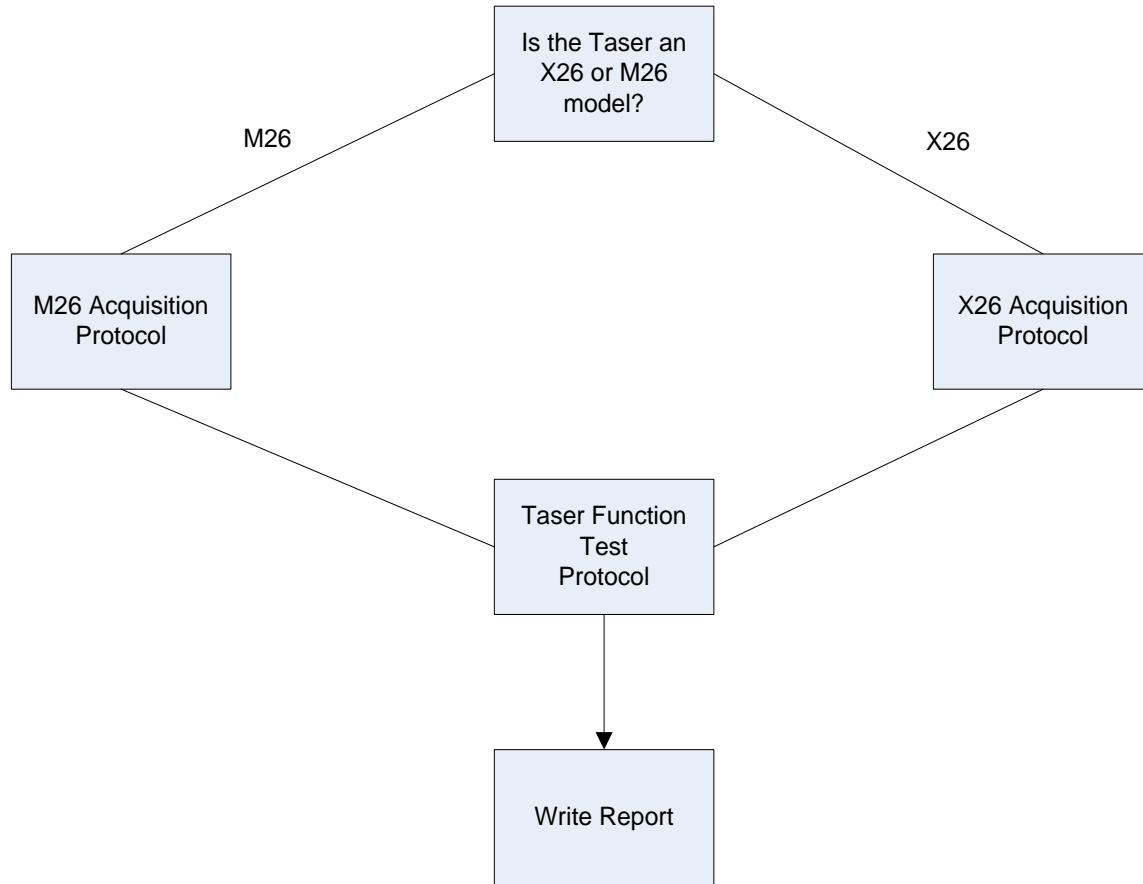 Is the Taser an
X26 or M26
model?
M26
X26
M26 Acquisition
Protocol
X26 Acquisition
Protocol
Taser Function
Test
Protocol
Write Report